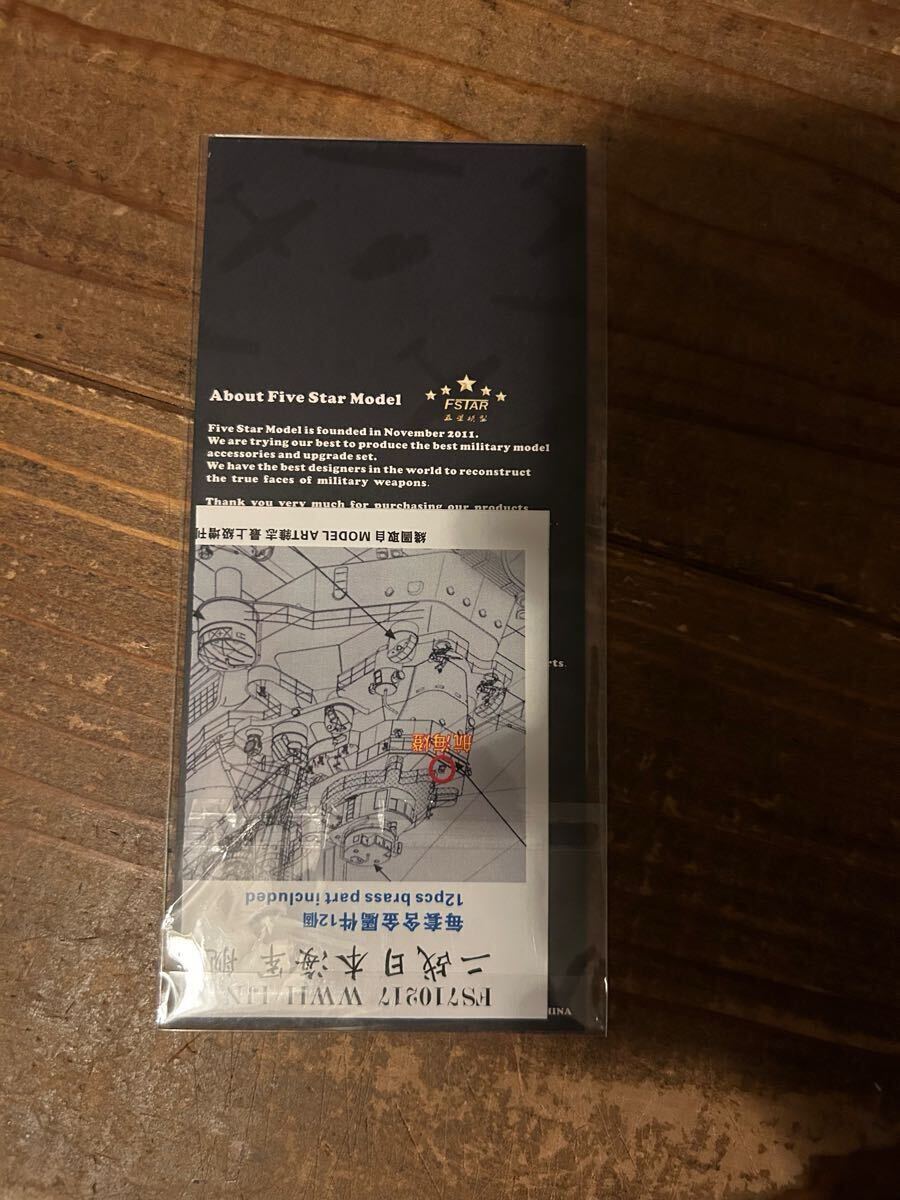 About Five Star Model
FSTAR
五星模型
Five Star Model is founded in November 2011.
We are trying our best to produce the best military model
accessories and upgrade set.
We have the best designers in the world to reconstruct
the true faces of military weapons.
Thank you very much for purchasing our products
rts.
FS710217 WWII IJN
二战日本海军
每套含金屬件12個
12pcs brass part included
航海燈
綫圖取自 MODEL ART雜志 最上級增刊